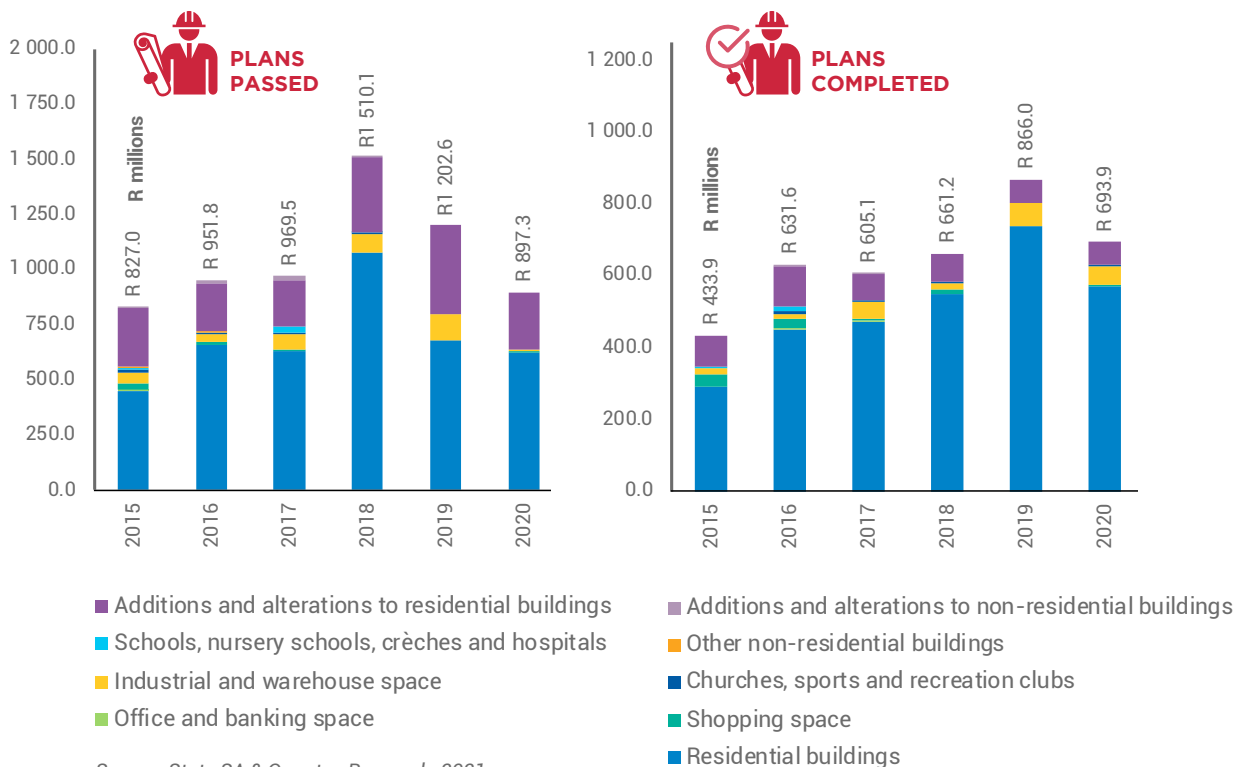 PLANS
PASSED
2 000.0
1 750.0
1 500.0
1 250.0
1 000.0
750.0
500.0
250.0
0.0
R millions
R 827.0
R 951.8
R 969.5
R1 510.1
R1 202.6
R 897.3
2015
2016
2017
2018
2019
2020
PLANS
COMPLETED
1 200.0
1 000.0
800.0
600.0
400.0
200.0
0.0
R millions
R 433.9
R 631.6
R 605.1
R 661.2
R 866.0
R 693.9
2015
2016
2017
2018
2019
2020
Additions and alterations to residential buildings
Schools, nursery schools, crèches and hospitals
Industrial and warehouse space
Office and banking space
Additions and alterations to non-residential buildings
Other non-residential buildings
Churches, sports and recreation clubs
Shopping space
Residential buildings